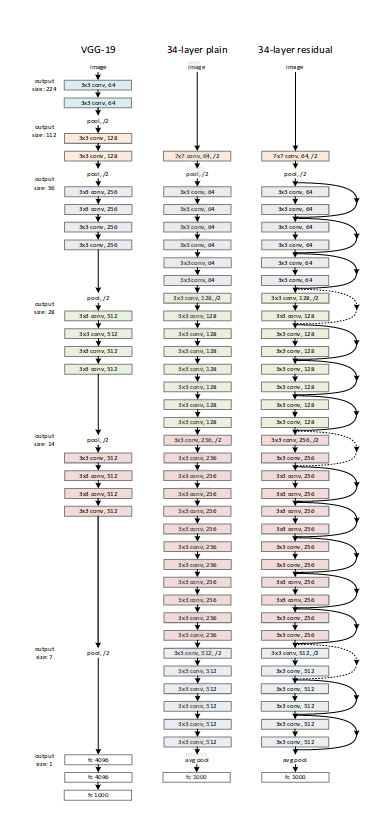 VGG-19
image
output
size: 224
3x3 conv, 64
3x3 conv, 64
output
size: 112
pool, /2
3x3 conv, 128
3x3 conv, 128
output
size: 56
pool, /2
3x3 conv, 256
3x3 conv, 256
3x3 conv, 256
3x3 conv, 256
output
size: 28
pool, /2
3x3 conv, 512
3x3 conv, 512
3x3 conv, 512
3x3 conv, 512
output
size: 14
pool, /2
3x3 conv, 512
3x3 conv, 512
3x3 conv, 512
3x3 conv, 512
output
size: 7
pool, /2
output
size: 1
fc 4096
fc 4096
fc 1000
34-layer plain
image
7x7 conv, 64, /2
pool, /2
3x3 conv, 64
3x3 conv, 64
3x3 conv, 64
3x3 conv, 64
3x3 conv, 64
3x3 conv, 64
3x3 conv, 128, /2
3x3 conv, 128
3x3 conv, 128
3x3 conv, 128
3x3 conv, 128
3x3 conv, 128
3x3 conv, 128
3x3 conv, 128
3x3 conv, 256, /2
3x3 conv, 256
3x3 conv, 256
3x3 conv, 256
3x3 conv, 256
3x3 conv, 256
3x3 conv, 256
3x3 conv, 256
3x3 conv, 256
3x3 conv, 256
3x3 conv, 256
3x3 conv, 256
3x3 conv, 512, /2
3x3 conv, 512
3x3 conv, 512
3x3 conv, 512
3x3 conv, 512
3x3 conv, 512
avg pool
fc 1000
34-layer residual
image
7x7 conv, 64, /2
pool, /2
3x3 conv, 64
3x3 conv, 64
3x3 conv, 64
3x3 conv, 64
3x3 conv, 64
3x3 conv, 64
3x3 conv, 128, /2
3x3 conv, 128
3x3 conv, 128
3x3 conv, 128
3x3 conv, 128
3x3 conv, 128
3x3 conv, 128
3x3 conv, 128
3x3 conv, 256, /2
3x3 conv, 256
3x3 conv, 256
3x3 conv, 256
3x3 conv, 256
3x3 conv, 256
3x3 conv, 256
3x3 conv, 256
3x3 conv, 256
3x3 conv, 256
3x3 conv, 256
3x3 conv, 256
3x3 conv, 512, /2
3x3 conv, 512
3x3 conv, 512
3x3 conv, 512
3x3 conv, 512
3x3 conv, 512
avg pool
fc 1000